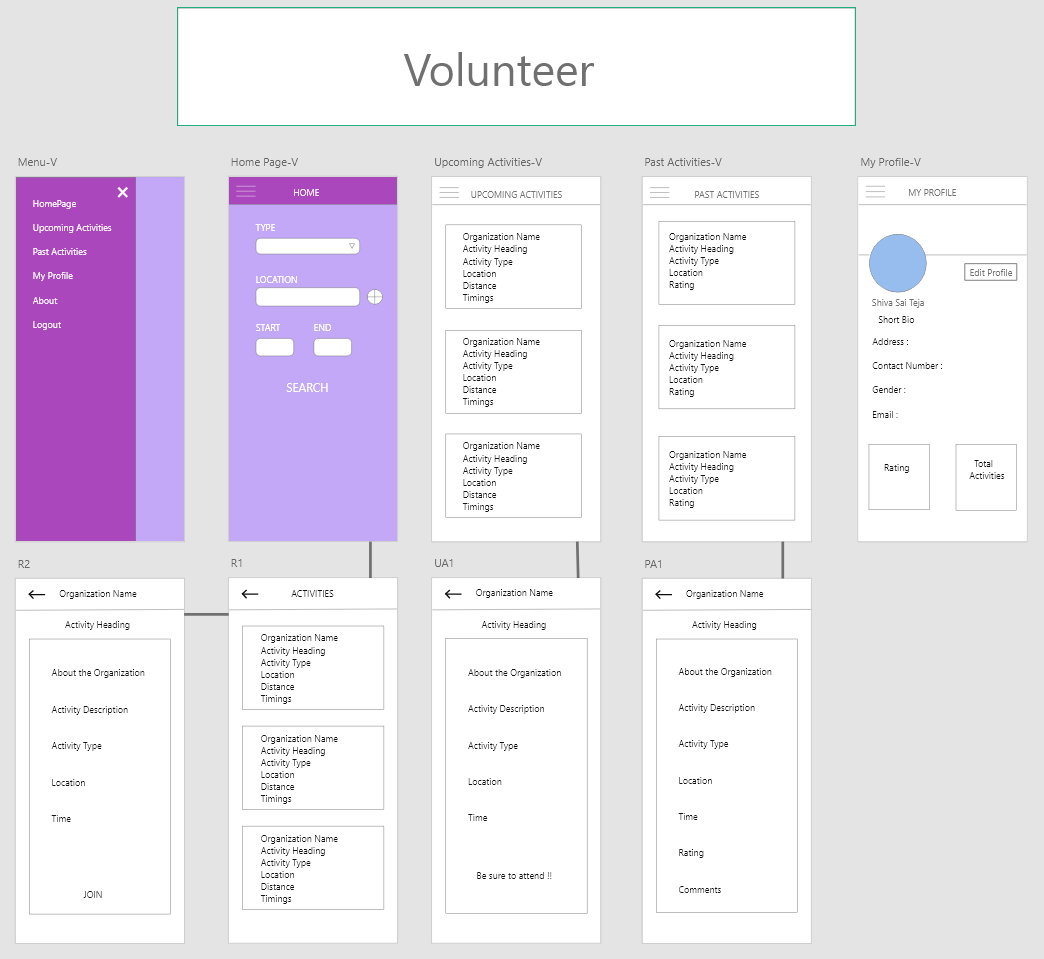 Volunteer
Menu-V
HomePage
Upcoming Activities
Past Activities
My Profile
About
Logout
Home Page-V
HOME
TYPE
LOCATION
START END
SEARCH
Upcoming Activities-V
UPCOMING ACTIVITIES
Organization Name
Activity Heading
Activity Type
Location
Distance
Timings
Organization Name
Activity Heading
Activity Type
Location
Distance
Timings
Organization Name
Activity Heading
Activity Type
Location
Distance
Timings
Past Activities-V
PAST ACTIVITIES
Organization Name
Activity Heading
Activity Type
Location
Rating
Organization Name
Activity Heading
Activity Type
Location
Rating
Organization Name
Activity Heading
Activity Type
Location
Rating
My Profile-V
MY PROFILE
Edit Profile
Shiva Sai Teja
Short Bio
Address :
Contact Number :
Gender :
Email :
Rating
Total
Activities
R2
Organization Name
Activity Heading
About the Organization
Activity Description
Activity Type
Location
Time
JOIN
R1
ACTIVITIES
Organization Name
Activity Heading
Activity Type
Location
Distance
Timings
Organization Name
Activity Heading
Activity Type
Location
Distance
Timings
Organization Name
Activity Heading
Activity Type
Location
Distance
Timings
UA1
Organization Name
Activity Heading
About the Organization
Activity Description
Activity Type
Location
Time
Be sure to attend !!
PA1
Organization Name
Activity Heading
About the Organization
Activity Description
Activity Type
Location
Time
Rating
Comments